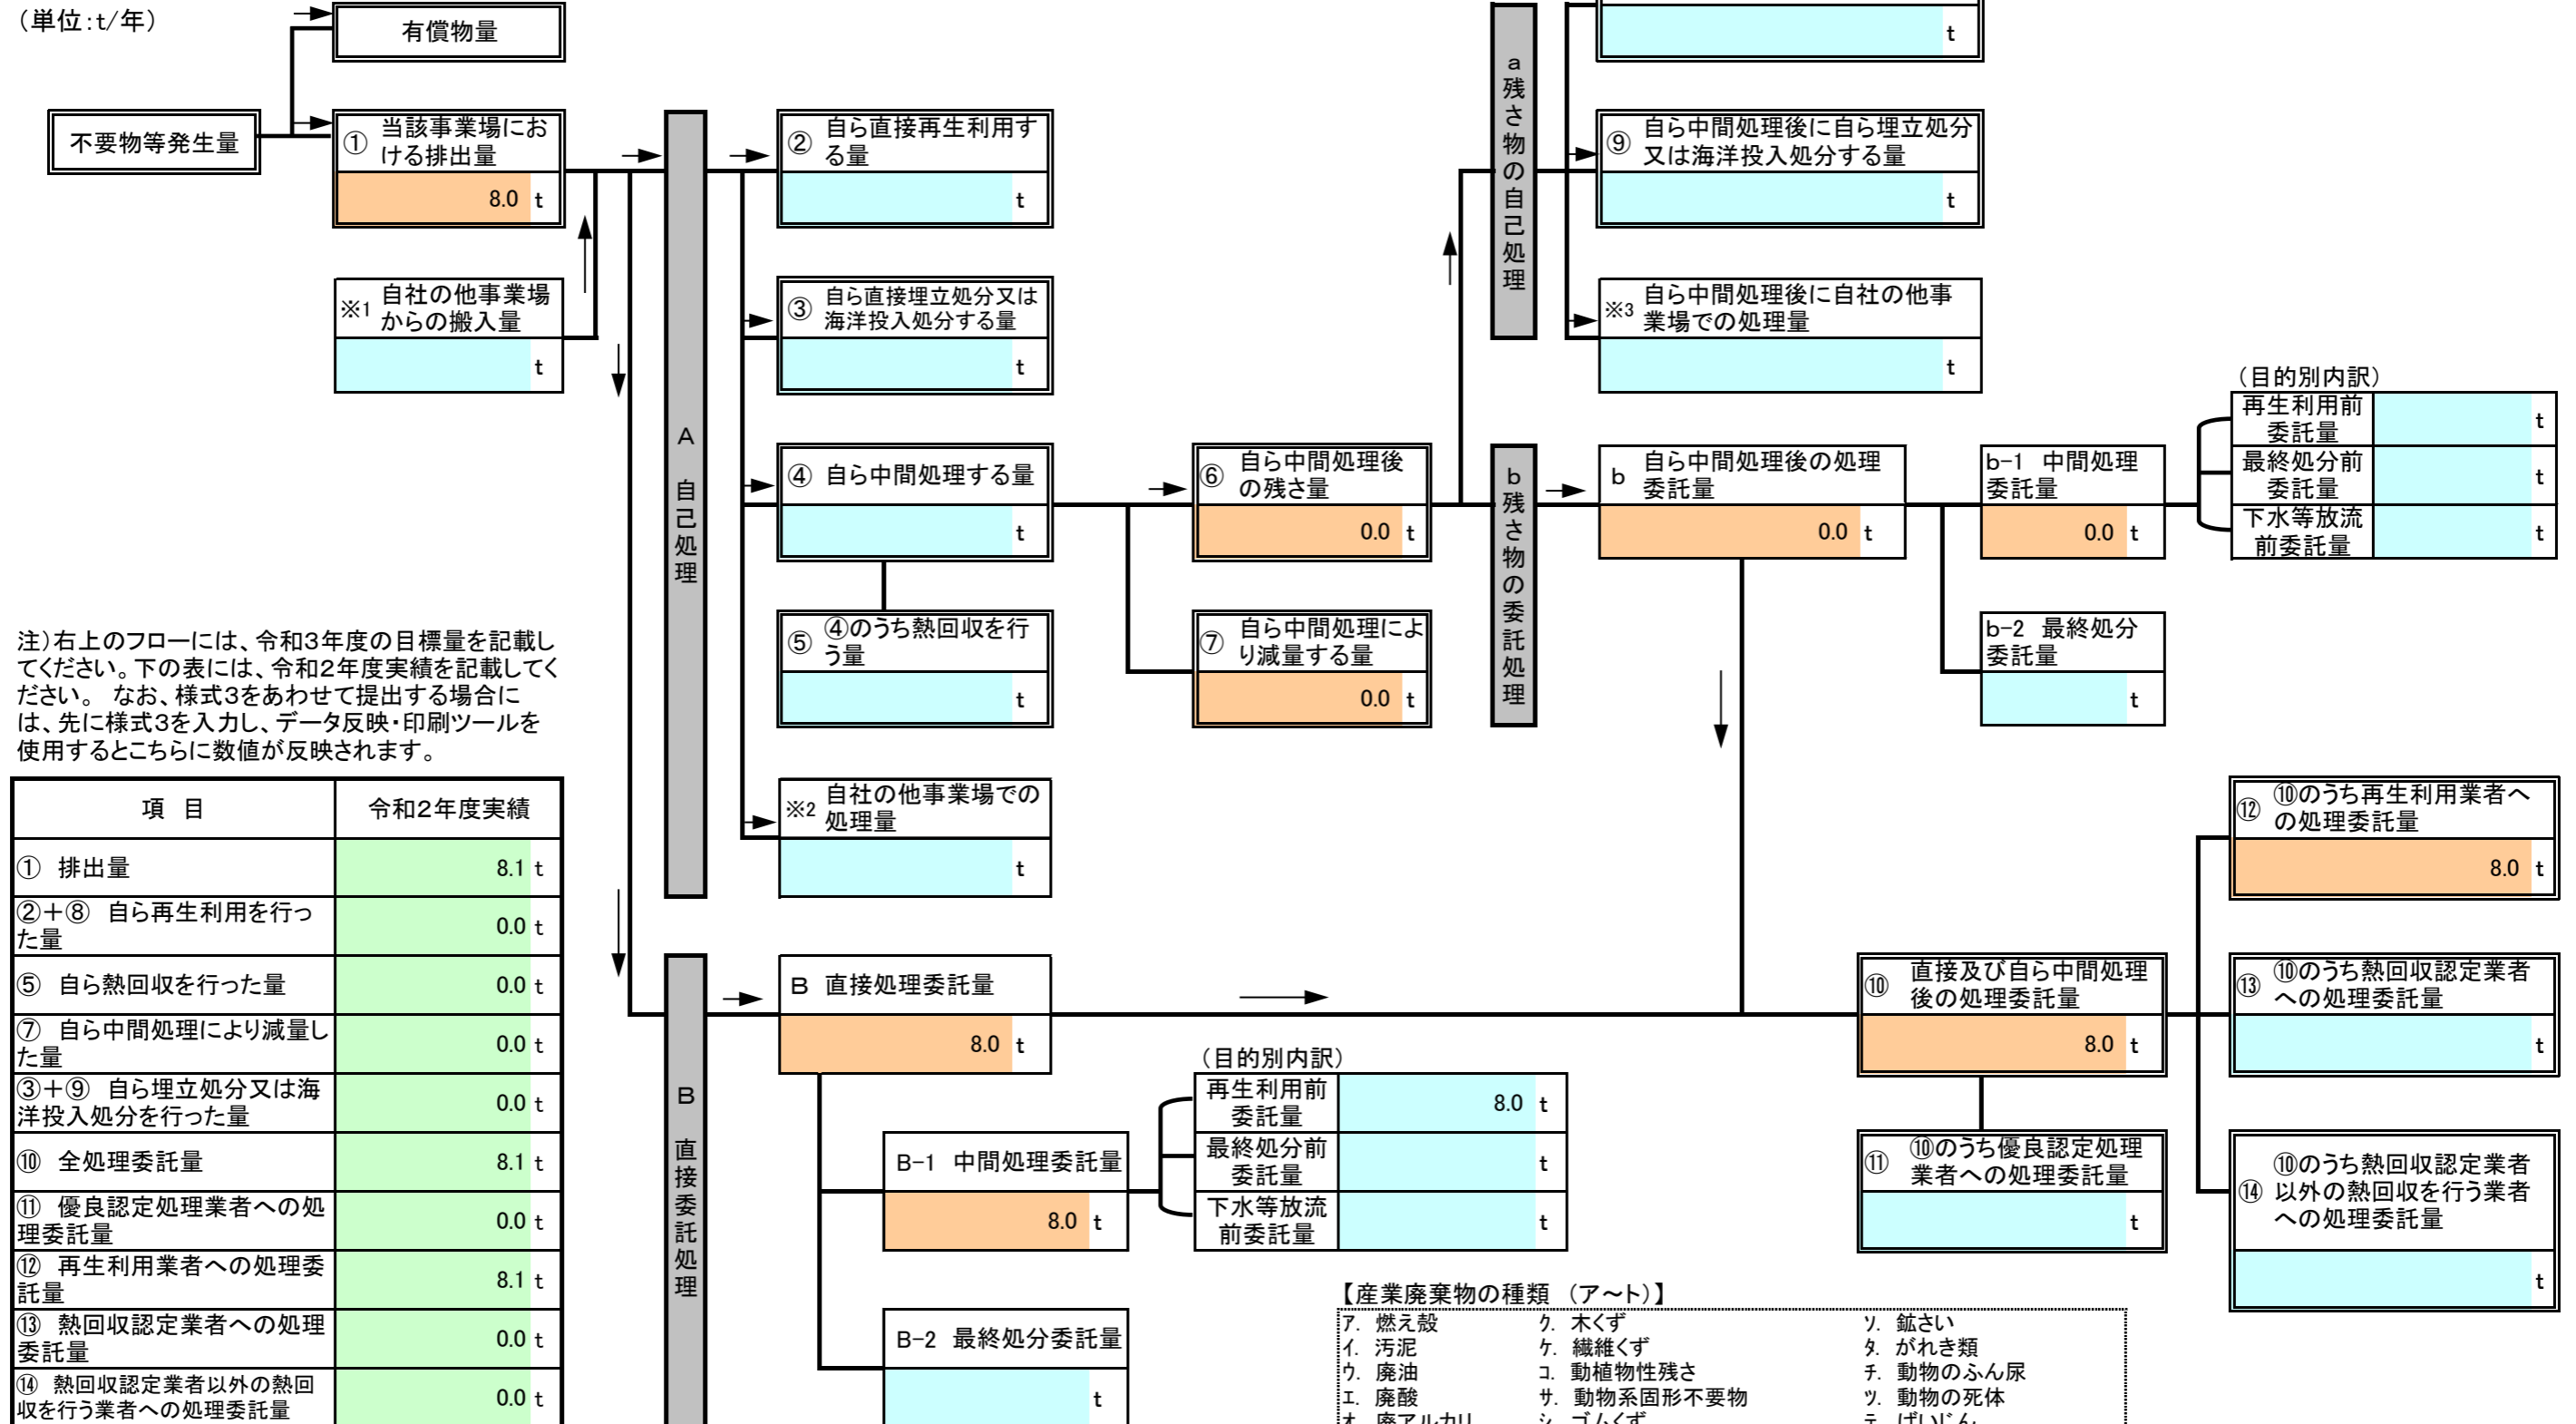 (単位:t/年)
有償物量
不要物等発生量
① 当該事業場にお
ける排出量
8.0 t
※1 自社の他事業場
からの搬入量
t
A 自己処理
② 自ら直接再生利用す
る量
t
③ 自ら直接埋立処分又は
海洋投入処分する量
t
④ 自ら中間処理する量
t
⑤ ④のうち熱回収を行
う量
t
※2 自社の他事業場での
処理量
t
⑥ 自ら中間処理後
の残さ量
0.0 t
⑦ 自ら中間処理によ
り減量する量
0.0 t
a 残さ物の自己処理
t
⑨ 自ら中間処理後に自ら埋立処分
又は海洋投入処分する量
t
※3 自ら中間処理後に自社の他事
業場での処理量
t
b 残さ物の委託処理
b 自ら中間処理後の処理
委託量
0.0 t
b-1 中間処理
委託量
0.0 t
(目的別内訳)
再生利用前
委託量
t
最終処分前
委託量
t
下水等放流
前委託量
t
b-2 最終処分
委託量
t
注)右上のフローには、令和3年度の目標量を記載し
てください。下の表には、令和2年度実績を記載してく
ださい。 なお、様式3をあわせて提出する場合に
は、先に様式3を入力し、データ反映・印刷ツールを
使用するとこちらに数値が反映されます。
項 目 令和2年度実績
① 排出量 8.1 t
②+⑧ 自ら再生利用を行っ
た量 0.0 t
⑤ 自ら熱回収を行った量 0.0 t
⑦ 自ら中間処理により減量し
た量 0.0 t
③+⑨ 自ら埋立処分又は海
洋投入処分を行った量 0.0 t
⑩ 全処理委託量 8.1 t
⑪ 優良認定処理業者への処
理委託量 0.0 t
⑫ 再生利用業者への処理委
託量 8.1 t
⑬ 熱回収認定業者への処理
委託量 0.0 t
⑭ 熱回収認定業者以外の熱回
収を行う業者への処理委託量 0.0 t
B 直接委託処理
B 直接処理委託量
8.0 t
B-1 中間処理委託量
8.0 t
(目的別内訳)
再生利用前
委託量
8.0 t
最終処分前
委託量
t
下水等放流
前委託量
t
B-2 最終処分委託量
t
⑩ 直接及び自ら中間処理
後の処理委託量
8.0 t
⑪ ⑩のうち優良認定処理
業者への処理委託量
t
⑫ ⑩のうち再生利用業者へ
の処理委託量
8.0 t
⑬ ⑩のうち熱回収認定業者
への処理委託量
t
⑭ ⑩のうち熱回収認定業者
以外の熱回収を行う業者
への処理委託量
t
【産業廃棄物の種類 (ア~ト)】
ア. 燃え殻 ク. 木くず ソ. 鉱さい
イ. 汚泥 ケ. 繊維くず タ. がれき類
ウ. 廃油 コ. 動植物性残さ チ. 動物のふん尿
エ. 廃酸 サ. 動物系固形不要物 ツ. 動物の死体
オ. 廃アルカリ シ. ゴムくず テ. ばいじん